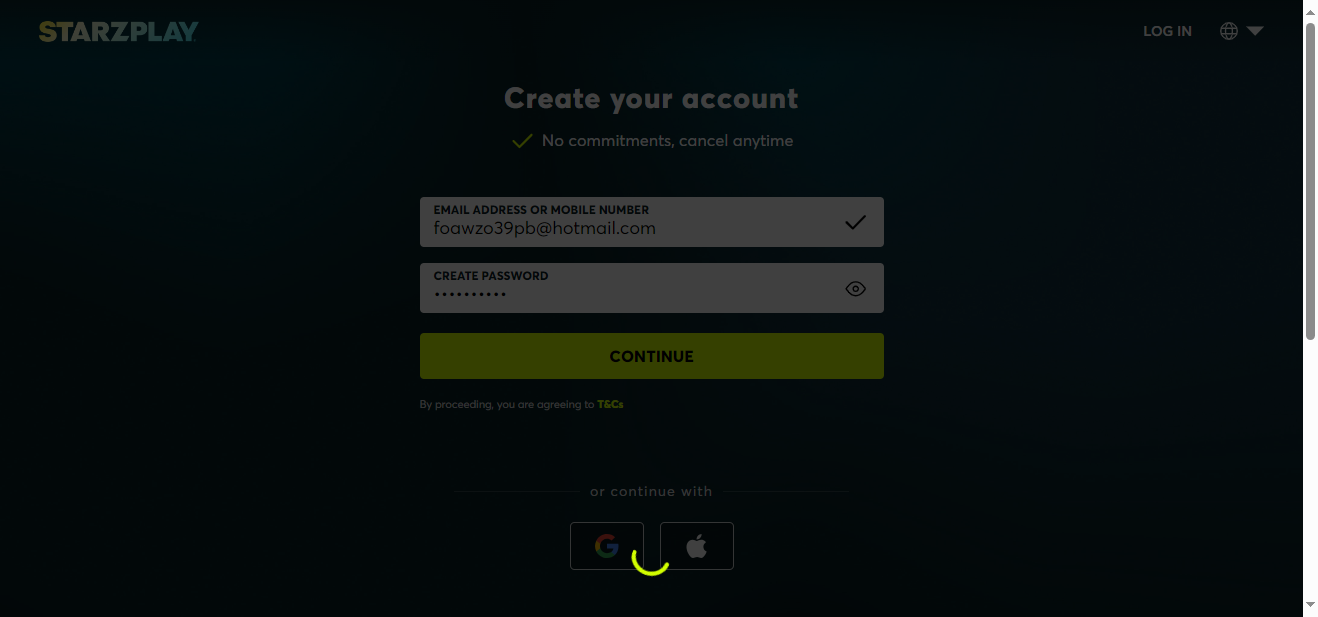 STARZPLAY
LOG IN
Create your account
No commitments, cancel anytime
EMAIL ADDRESS OR MOBILE NUMBER
foawzo39pb@hotmail.com
CREATE PASSWORD
••••••••••
CONTINUE
By proceeding, you are agreeing to T&Cs
or continue with